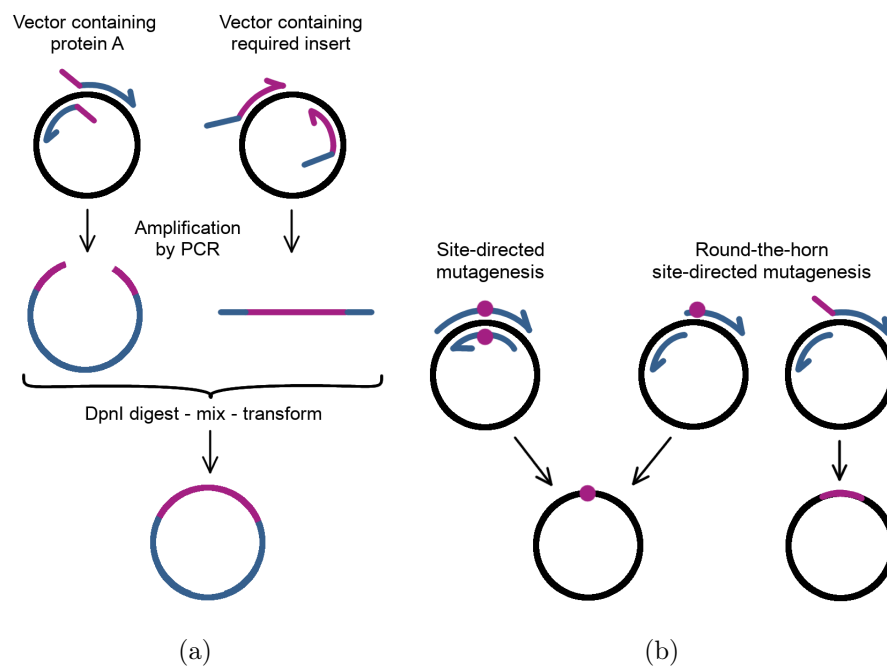 Vector containing
protein A
Vector containing
required insert
Amplification
by PCR
DpnI digest - mix - transform
(a)
Site-directed
mutagenesis
Round-the-horn
site-directed mutagenesis
(b)